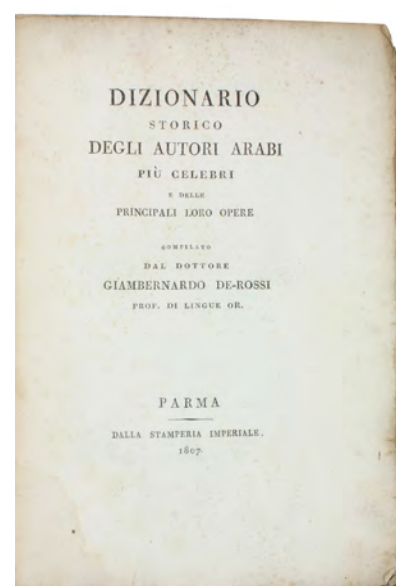 DIZIONARIO
STORICO
DEGLI AUTORI ARABI
PIÙ CELEBRI
E DELLE
PRINCIPALI LORO OPERE
COMPILATO
DAL DOTTORE
GIAMBERNARDO DE-ROSSI
PROF. DI LINGUE OR.
PARMA
DALLA STAMPERIA IMPERIALE.
1807.